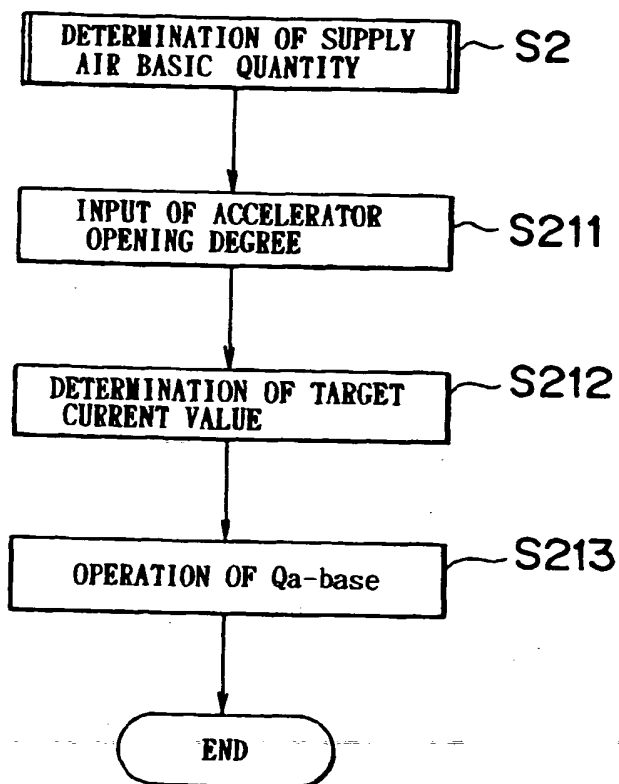 DETERMINATION OF SUPPLY
AIR BASIC QUANTITY
S2
INPUT OF ACCELERATOR
OPENING DEGREE
S211
DETERMINATION OF TARGET
CURRENT VALUE
S212
OPERATION OF Qa-base
S213
END